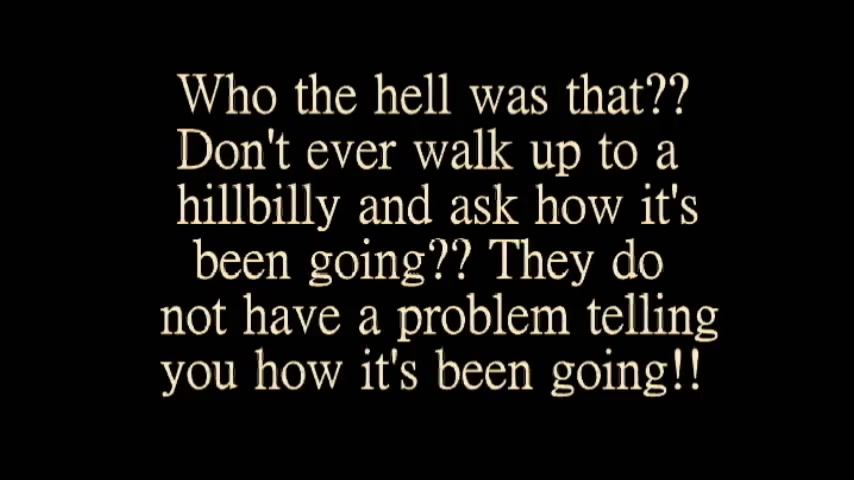 Who the hell was that??
Don't ever walk up to a
hillbilly and ask how it's
been going?? They do
not have a problem telling
you how it's been going!!